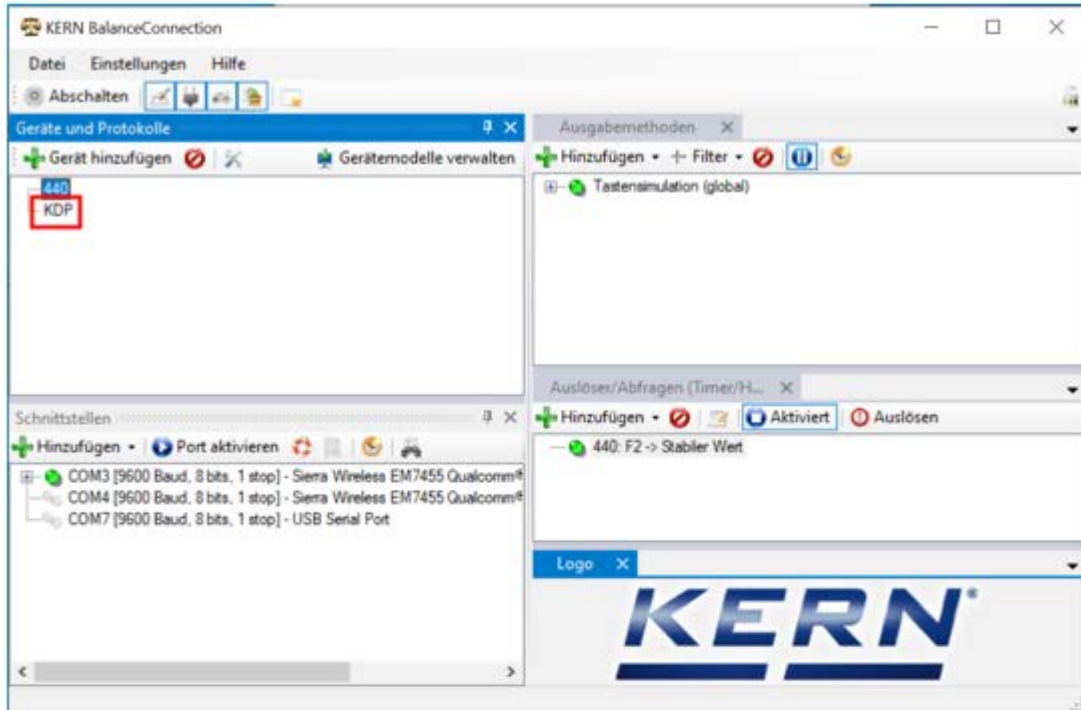 KERN BalanceConnection
Datei Einstellungen Hilfe
Abschalten
Geräte und Protokolle
Gerät hinzufügen Gerätemodelle verwalten
440
KDP
Ausgabemethoden
Hinzufügen Filter
Tastensimulation (global)
Schnittstellen
Hinzufügen Port aktivieren
COM3 [9600 Baud, 8 bits, 1 stop] - Sierra Wireless EM7455 Qualcomm®
COM4 [9600 Baud, 8 bits, 1 stop] - Sierra Wireless EM7455 Qualcomm®
COM7 [9600 Baud, 8 bits, 1 stop] - USB Serial Port
Auslöser/Abfragen (Timer/H...
Hinzufügen Aktiviert Auslösen
440: F2 -> Stabiler Wert
Logo
KERN®